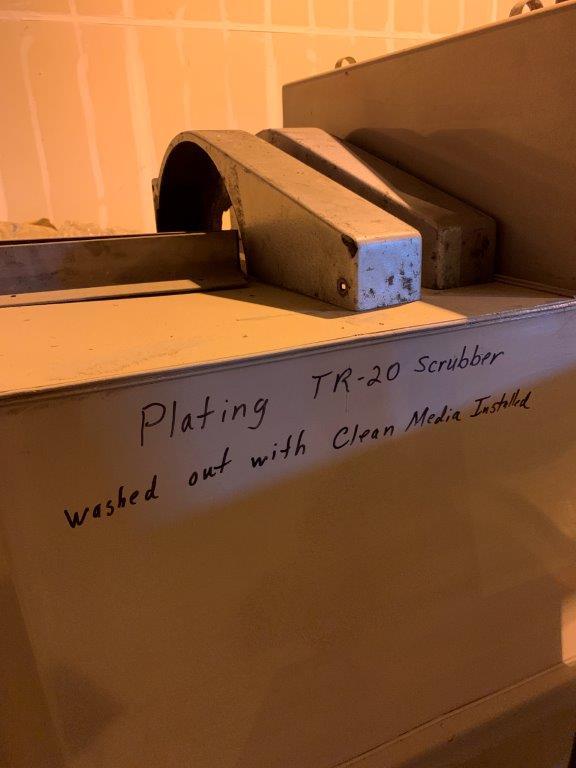 Plating TR-20 Scrubber
washed out with Clean Media Installed